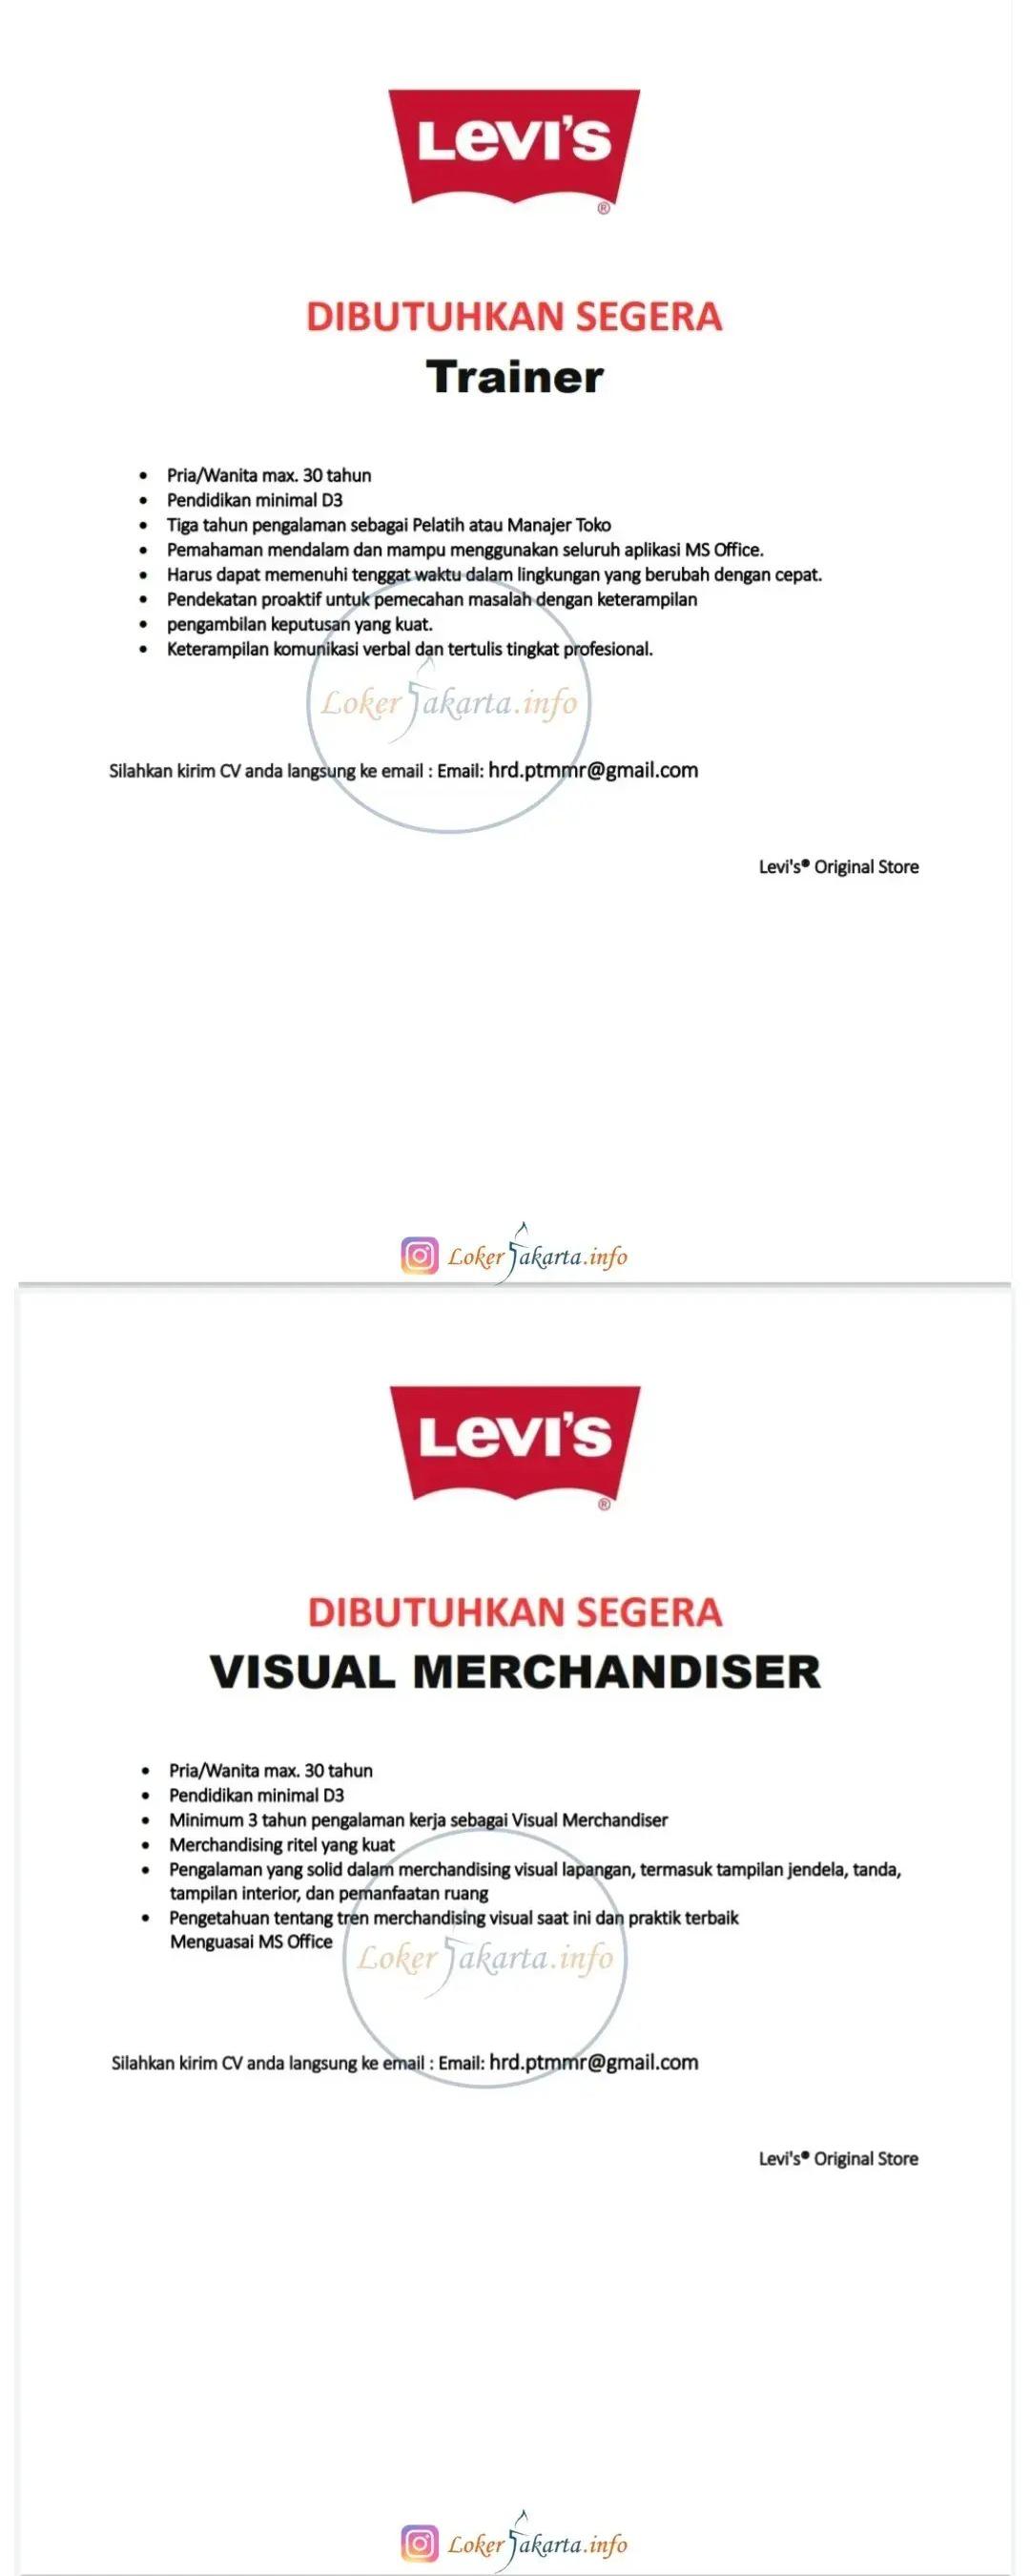 Levi's
®
DIBUTUHKAN SEGERA
Trainer
• Pria/Wanita max. 30 tahun
• Pendidikan minimal D3
• Tiga tahun pengalaman sebagai Pelatih atau Manajer Toko
• Pemahaman mendalam dan mampu menggunakan seluruh aplikasi MS Office.
• Harus dapat memenuhi tenggat waktu dalam lingkungan yang berubah dengan cepat.
• Pendekatan proaktif untuk pemecahan masalah dengan keterampilan
• pengambilan keputusan yang kuat.
• Keterampilan komunikasi verbal dan tertulis tingkat profesional.
Loker Jakarta.info
Silahkan kirim CV anda langsung ke email : Email: hrd.ptmmr@gmail.com
Levi's® Original Store
Loker Jakarta.info
Levi's
®
DIBUTUHKAN SEGERA
VISUAL MERCHANDISER
• Pria/Wanita max. 30 tahun
• Pendidikan minimal D3
• Minimum 3 tahun pengalaman kerja sebagai Visual Merchandiser
• Merchandising ritel yang kuat
• Pengalaman yang solid dalam merchandising visual lapangan, termasuk tampilan jendela, tanda,
tampilan interior, dan pemanfaatan ruang
• Pengetahuan tentang tren merchandising visual saat ini dan praktik terbaik
Menguasai MS Office
Loker Jakarta.info
Silahkan kirim CV anda langsung ke email : Email: hrd.ptmmr@gmail.com
Levi's® Original Store
Loker Jakarta.info